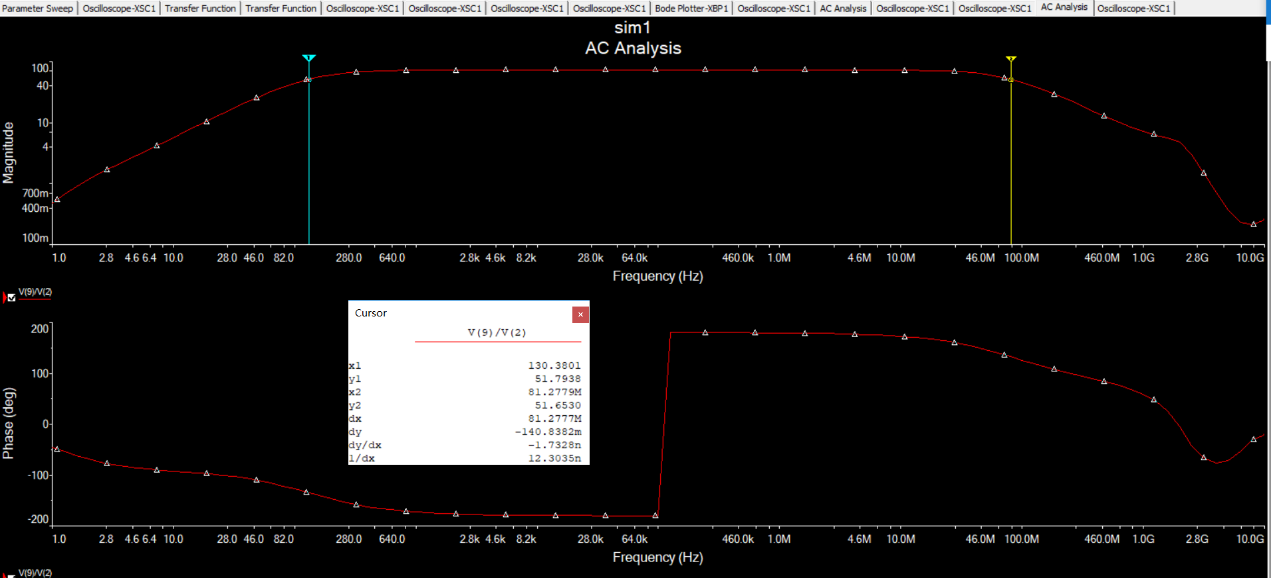 Parameter Sweep Oscilloscope-XSC1 Transfer Function Transfer Function Oscilloscope-XSC1 Oscilloscope-XSC1 Oscilloscope-XSC1 Oscilloscope-XSC1 Bode Plotter-XBP1 Oscilloscope-XSC1 AC Analysis Oscilloscope-XSC1 Oscilloscope-XSC1 AC Analysis Oscilloscope-XSC1
sim1
AC Analysis
Magnitude
100
40
10
4
700m
400m
100m
1.0 2.8 4.6 6.4 10.0 28.0 46.0 82.0 280.0 640.0 2.8k 4.6k 8.2k 28.0k 64.0k 460.0k 1.0M 4.6M 10.0M 46.0M 100.0M 460.0M 1.0G 2.8G 10.0G
Frequency (Hz)
V(9)/V(2)
Cursor
V(9)/V(2)
x1 130.3801
y1 51.7938
x2 81.2779M
y2 51.6530
dx 81.2777M
dy -140.8382m
dy/dx -1.7328n
1/dx 12.3035n
Phase (deg)
200
100
0
-100
-200
1.0 2.8 4.6 6.4 10.0 28.0 46.0 82.0 280.0 640.0 2.8k 4.6k 8.2k 28.0k 64.0k 460.0k 1.0M 4.6M 10.0M 46.0M 100.0M 460.0M 1.0G 2.8G 10.0G
Frequency (Hz)
V(9)/V(2)